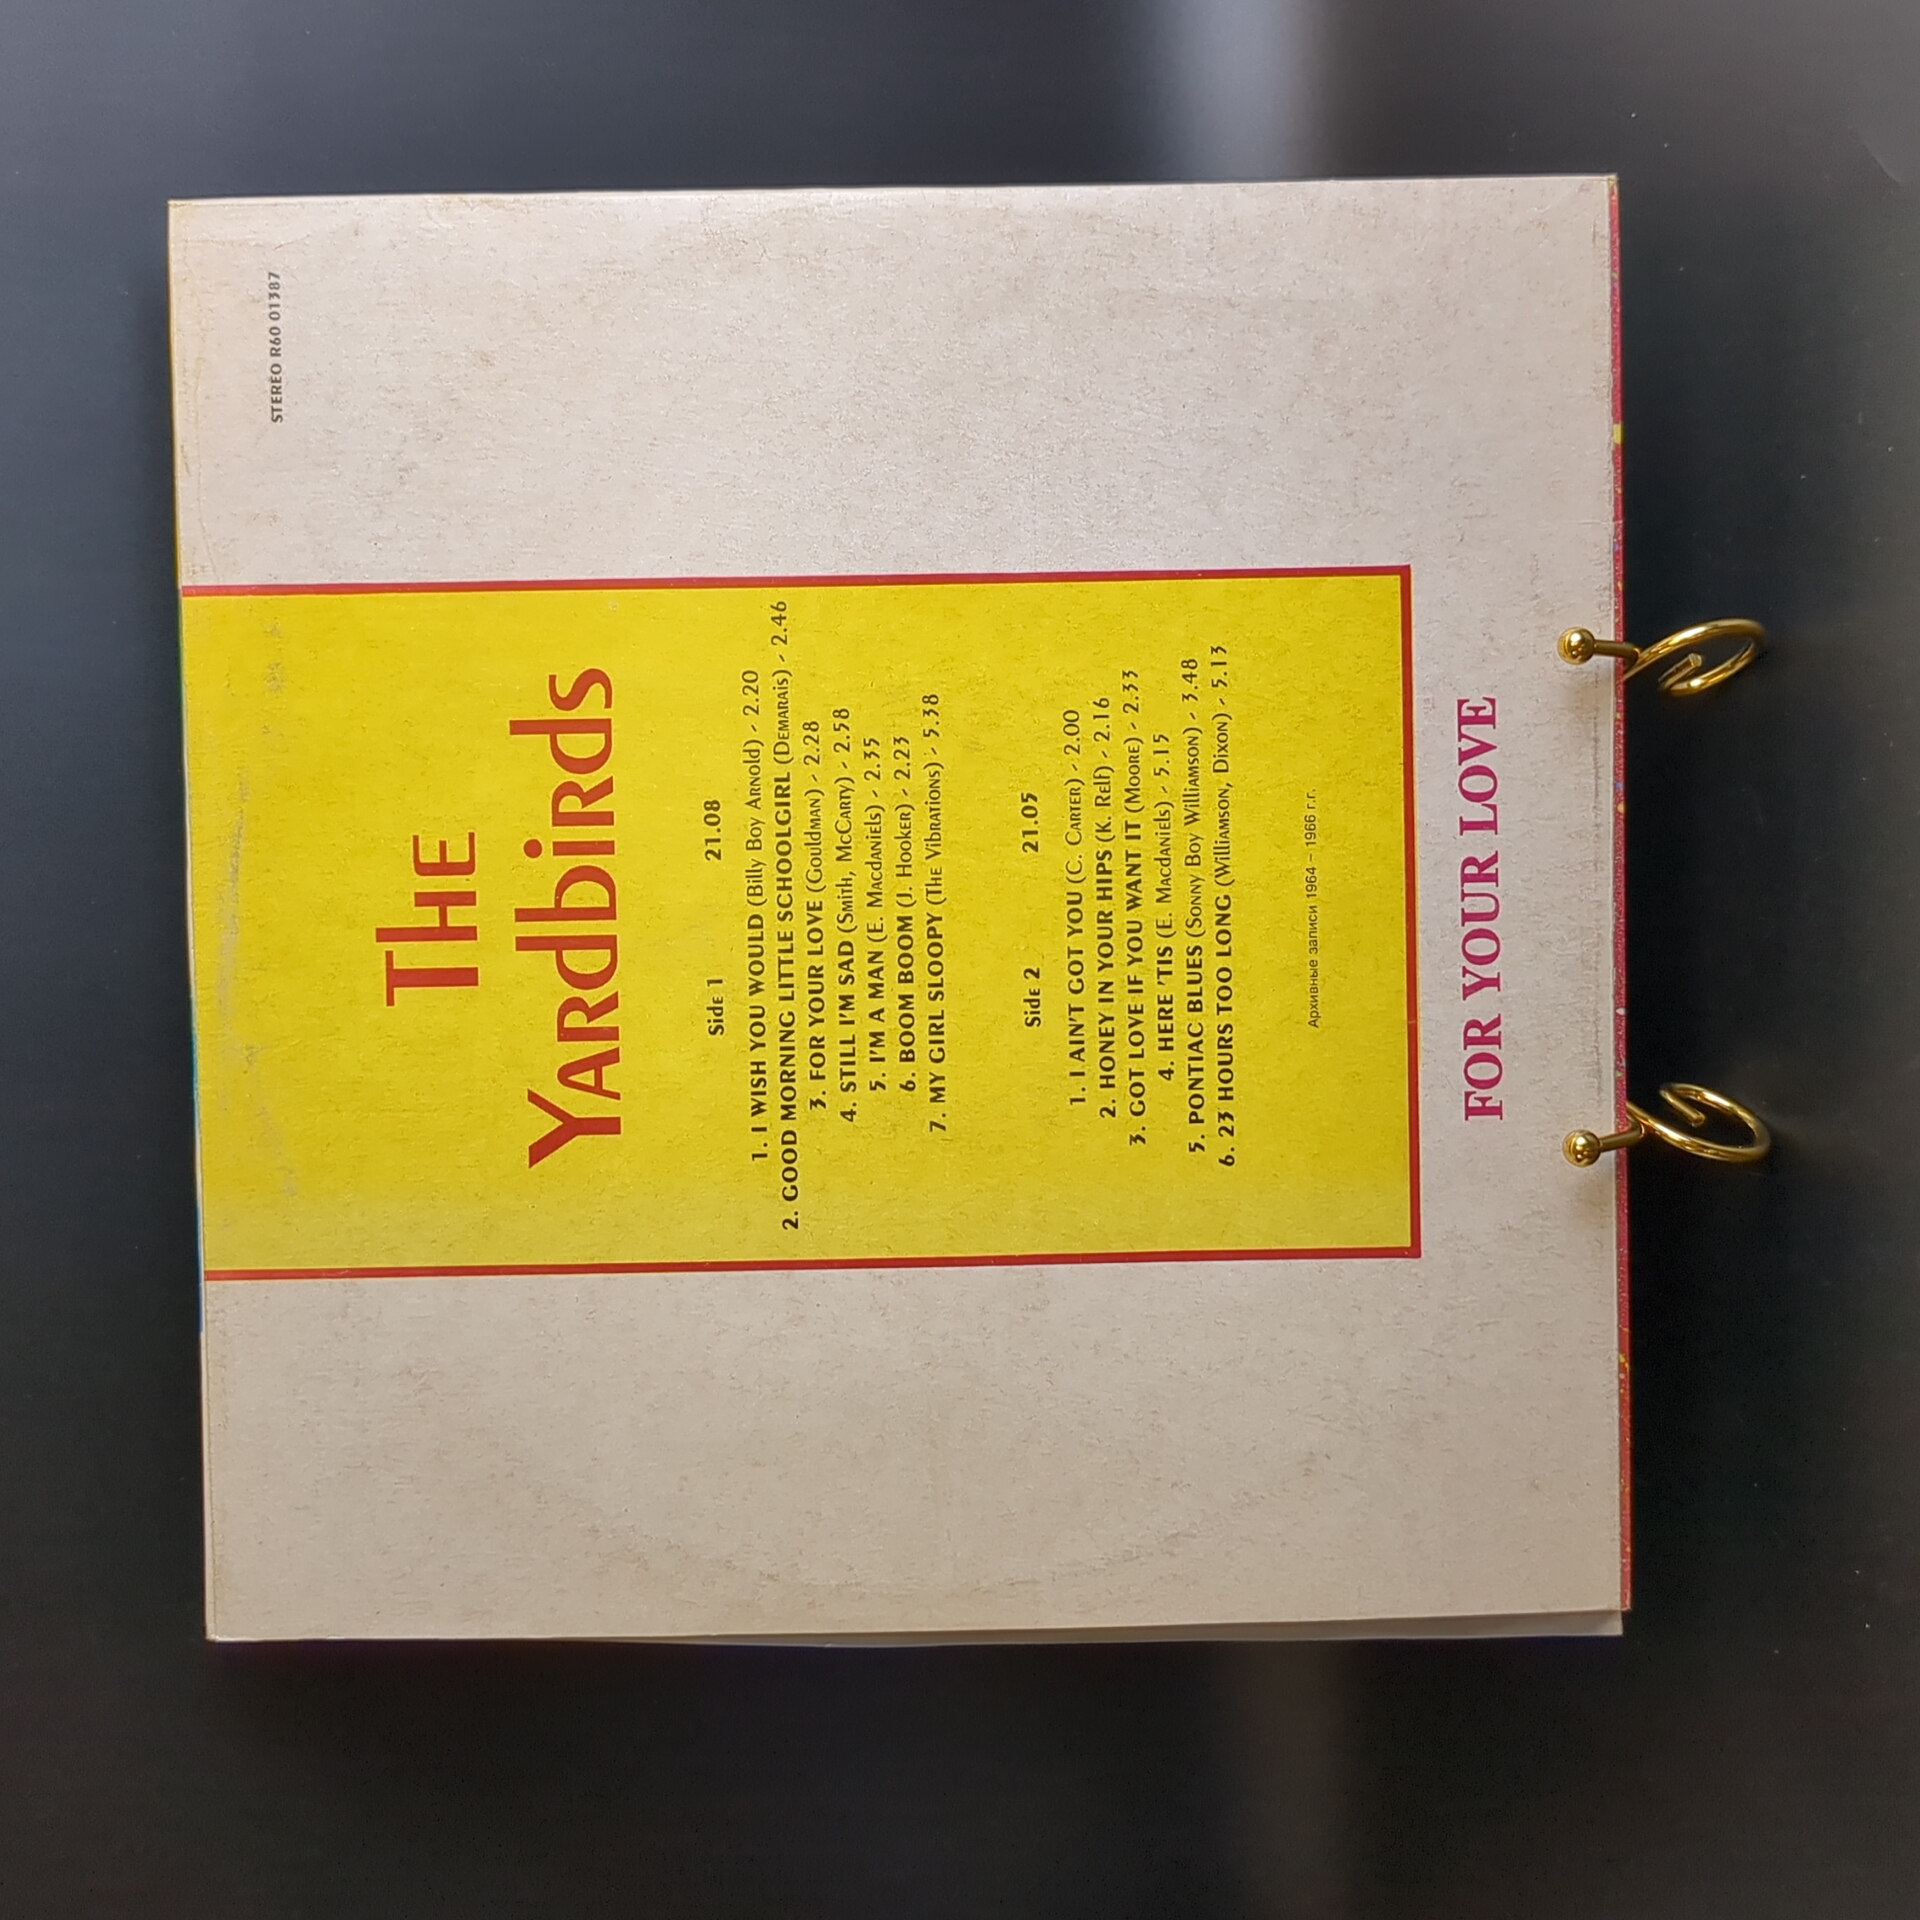 STEREO R60 01387
THE
YARdbiRds
Side 1 21.08
1. I WISH YOU WOULD (Billy Boy Arnold) - 2.20
2. GOOD MORNING LITTLE SCHOOLGIRL (Demarais) - 2.46
3. FOR YOUR LOVE (Gouldman) - 2.28
4. STILL I'M SAD (Smith, McCarty) - 2.58
5. I'M A MAN (E. Macdaniels) - 2.35
6. BOOM BOOM (J. Hooker) - 2.23
7. MY GIRL SLOOPY (The Vibrations) - 5.38
Side 2 21.05
1. I AIN'T GOT YOU (C. Carter) - 2.00
2. HONEY IN YOUR HIPS (K. Relf) - 2.16
3. GOT LOVE IF YOU WANT IT (Moore) - 2.33
4. HERE 'TIS (E. Macdaniels) - 5.15
5. PONTIAC BLUES (Sonny Boy Williamson) - 3.48
6. 23 HOURS TOO LONG (Williamson, Dixon) - 5.13
Архивные записи 1964 – 1966 г.г.
FOR YOUR LOVE